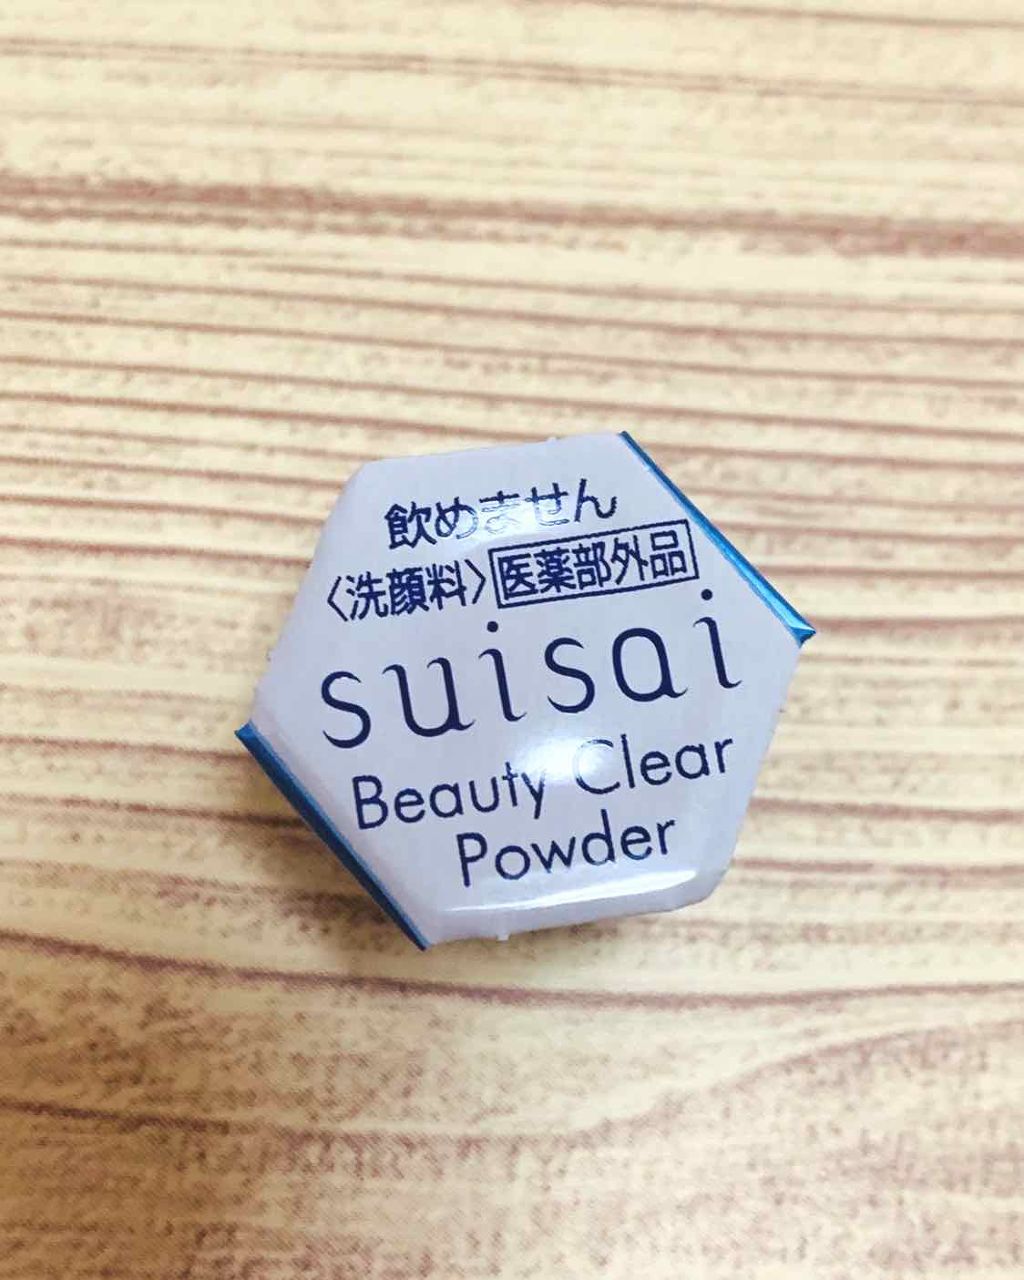 飲めません
〈洗顔料〉医薬部外品
suisai
Beauty Clear
Powder